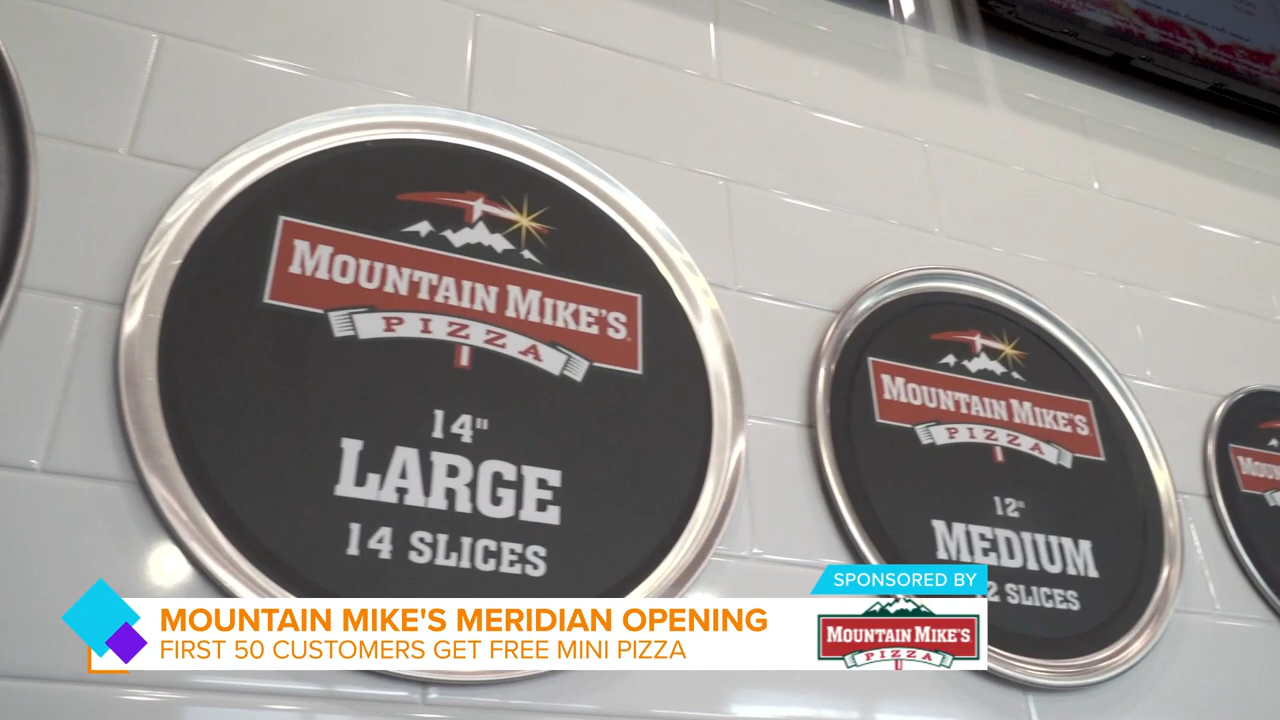 MOUNTAIN MIKE'S
PIZZA
14"
LARGE
14 SLICES
MOUNTAIN MIKE'S
PIZZA
12"
MEDIUM
2 SLICES
SPONSORED BY
MOUNTAIN MIKE'S
PIZZA
MOUNTAIN MIKE'S MERIDIAN OPENING
FIRST 50 CUSTOMERS GET FREE MINI PIZZA